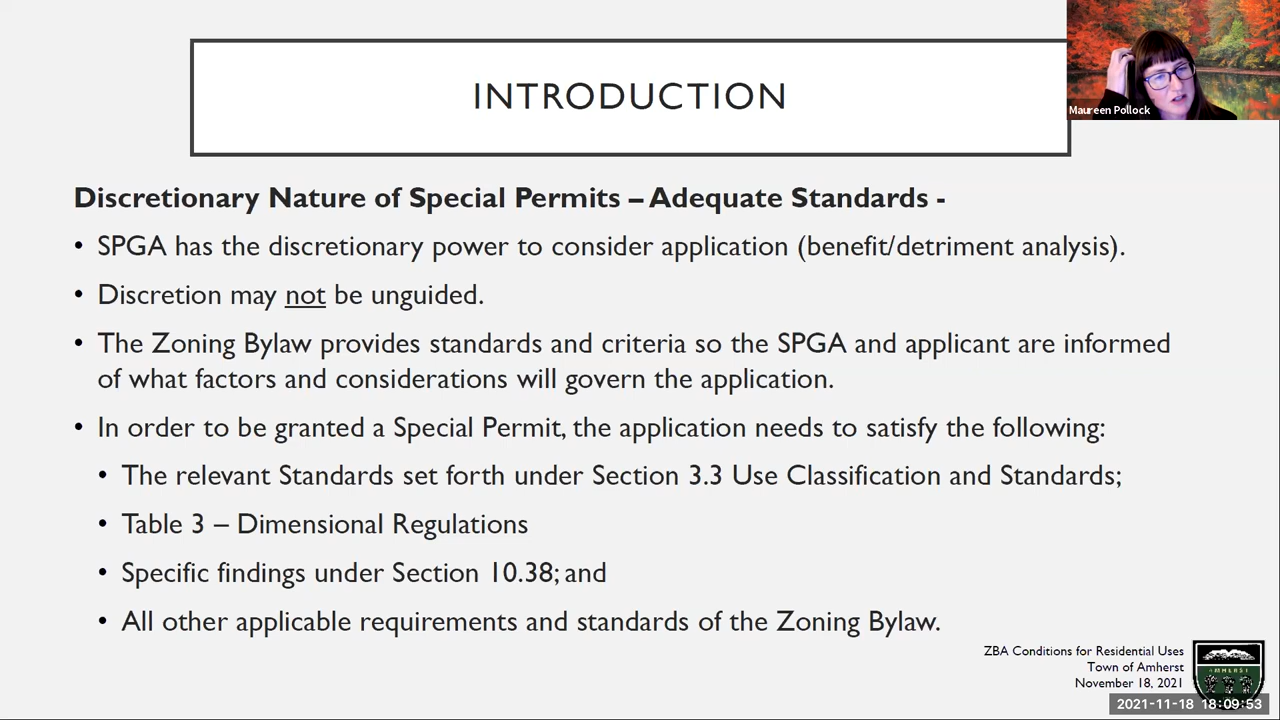 INTRODUCTION
Maureen Pollock
Discretionary Nature of Special Permits – Adequate Standards -
• SPGA has the discretionary power to consider application (benefit/detriment analysis).
• Discretion may not be unguided.
• The Zoning Bylaw provides standards and criteria so the SPGA and applicant are informed
of what factors and considerations will govern the application.
• In order to be granted a Special Permit, the application needs to satisfy the following:
• The relevant Standards set forth under Section 3.3 Use Classification and Standards;
• Table 3 – Dimensional Regulations
• Specific findings under Section 10.38; and
• All other applicable requirements and standards of the Zoning Bylaw.
ZBA Conditions for Residential Uses
Town of Amherst
November 18, 2021
AMHERST
2021-11-18 18:09:53